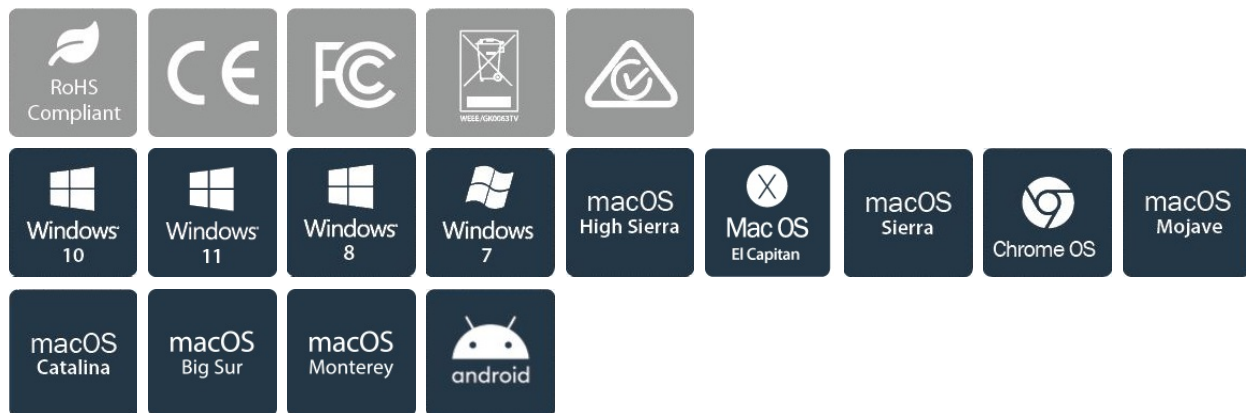 RoHS
Compliant
CE
FC
WEEE/GK0083TV
Windows
10
Windows
11
Windows
8
Windows
7
macOS
High Sierra
X
Mac OS
El Capitan
macOS
Sierra
Chrome OS
macOS
Mojave
macOS
Catalina
macOS
Big Sur
macOS
Monterey
android